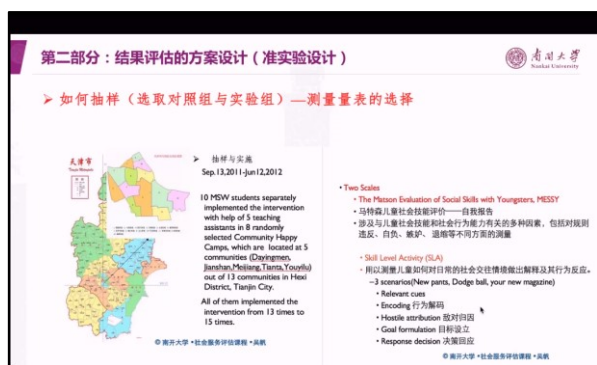 第二部分：结果评估的方案设计（准实验设计）
南开大学
Nankai University
➢ 如何抽样（选取对照组与实验组）—测量量表的选择
天津市
➢ 抽样与实施
Sep.13,2011-Jun12,2012
10 MSW students separately
implemented the intervention
with help of 5 teaching
assistants in 8 randomly
selected Community Happy
Camps, which are located at 5
communities (Dayingmen,
Jianshan,Meijiang,Tianta,Youyilu)
out of 13 communities in Hexi
District, Tianjin City.
All of them implemented the
intervention from 13 times to
15 times.
© 南开大学 •社会服务评估课程 •吴帆
• Two Scales
• The Matson Evaluation of Social Skills with Youngsters, MESSY
• 马特森儿童社会技能评价——自我报告
• 涉及与儿童社会技能和社会行为能力有关的多种因素，包括对规则
违反、自负、嫉妒、退缩等不同方面的测量
• Skill Level Activity (SLA)
• 用以测量儿童如何对日常的社会交往情境做出解释及其行为反应。
–3 scenarios(New pants, Dodge ball, your new magazine)
• Relevant cues
• Encoding 行为解码
• Hostile attribution 敌对归因
• Goal formulation 目标设立
• Response decision 决策回应
© 南开大学 •社会服务评估课程 •吴帆